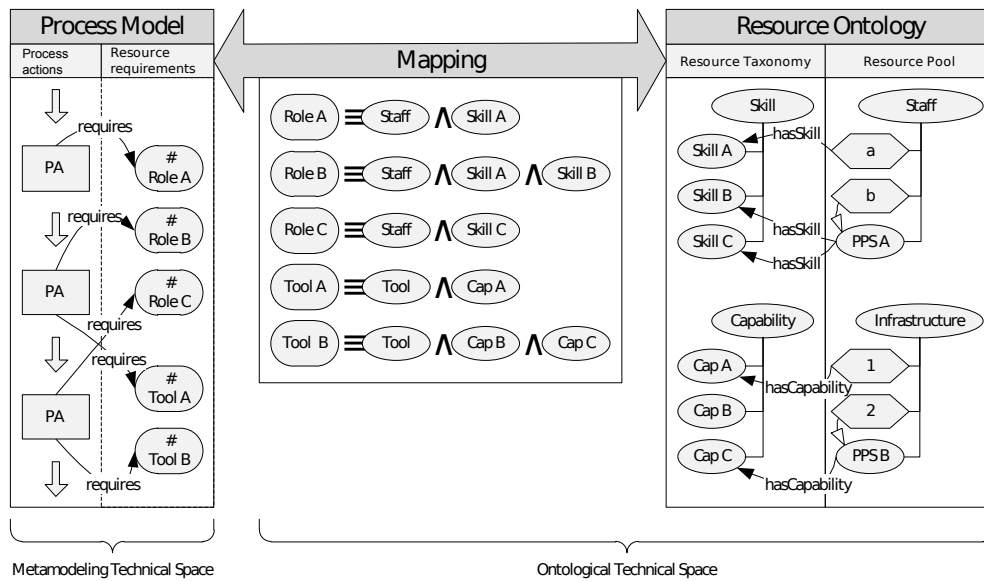 Process Model
Process actions
Resource requirements
requires
PA
#
Role A
requires
#
Role B
PA
#
Role C
requires
requires
#
Tool A
PA
#
Tool B
requires
Metamodeling Technical Space
Mapping
Role A ≡ Staff Λ Skill A
Role B ≡ Staff Λ Skill A Λ Skill B
Role C ≡ Staff Λ Skill C
Tool A ≡ Tool Λ Cap A
Tool B ≡ Tool Λ Cap B Λ Cap C
Resource Ontology
Resource Taxonomy
Resource Pool
Skill
Staff
hasSkill
Skill A
a
Skill B
b
hasSkill
Skill C
PPS A
hasSkill
Capability
Infrastructure
Cap A
1
hasCapability
Cap B
2
Cap C
PPS B
hasCapability
Ontological Technical Space